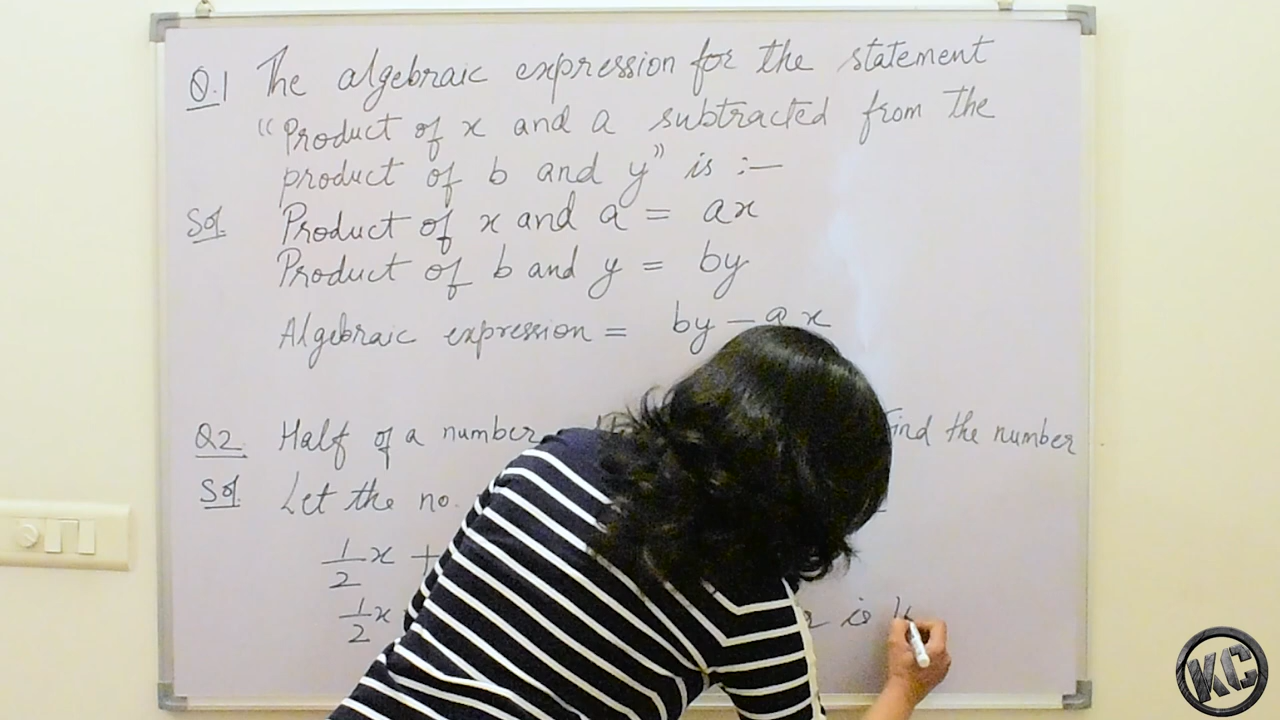 Q.1 The algebraic expression for the statement
"Product of x and a subtracted from the
product of b and y" is :—
Sol. Product of x and a = ax
Product of b and y = by
Algebraic expression = by - ax
Q2. Half of a number find the number
Sol. Let the no.
1/2 x +
1/2 x
is
KC